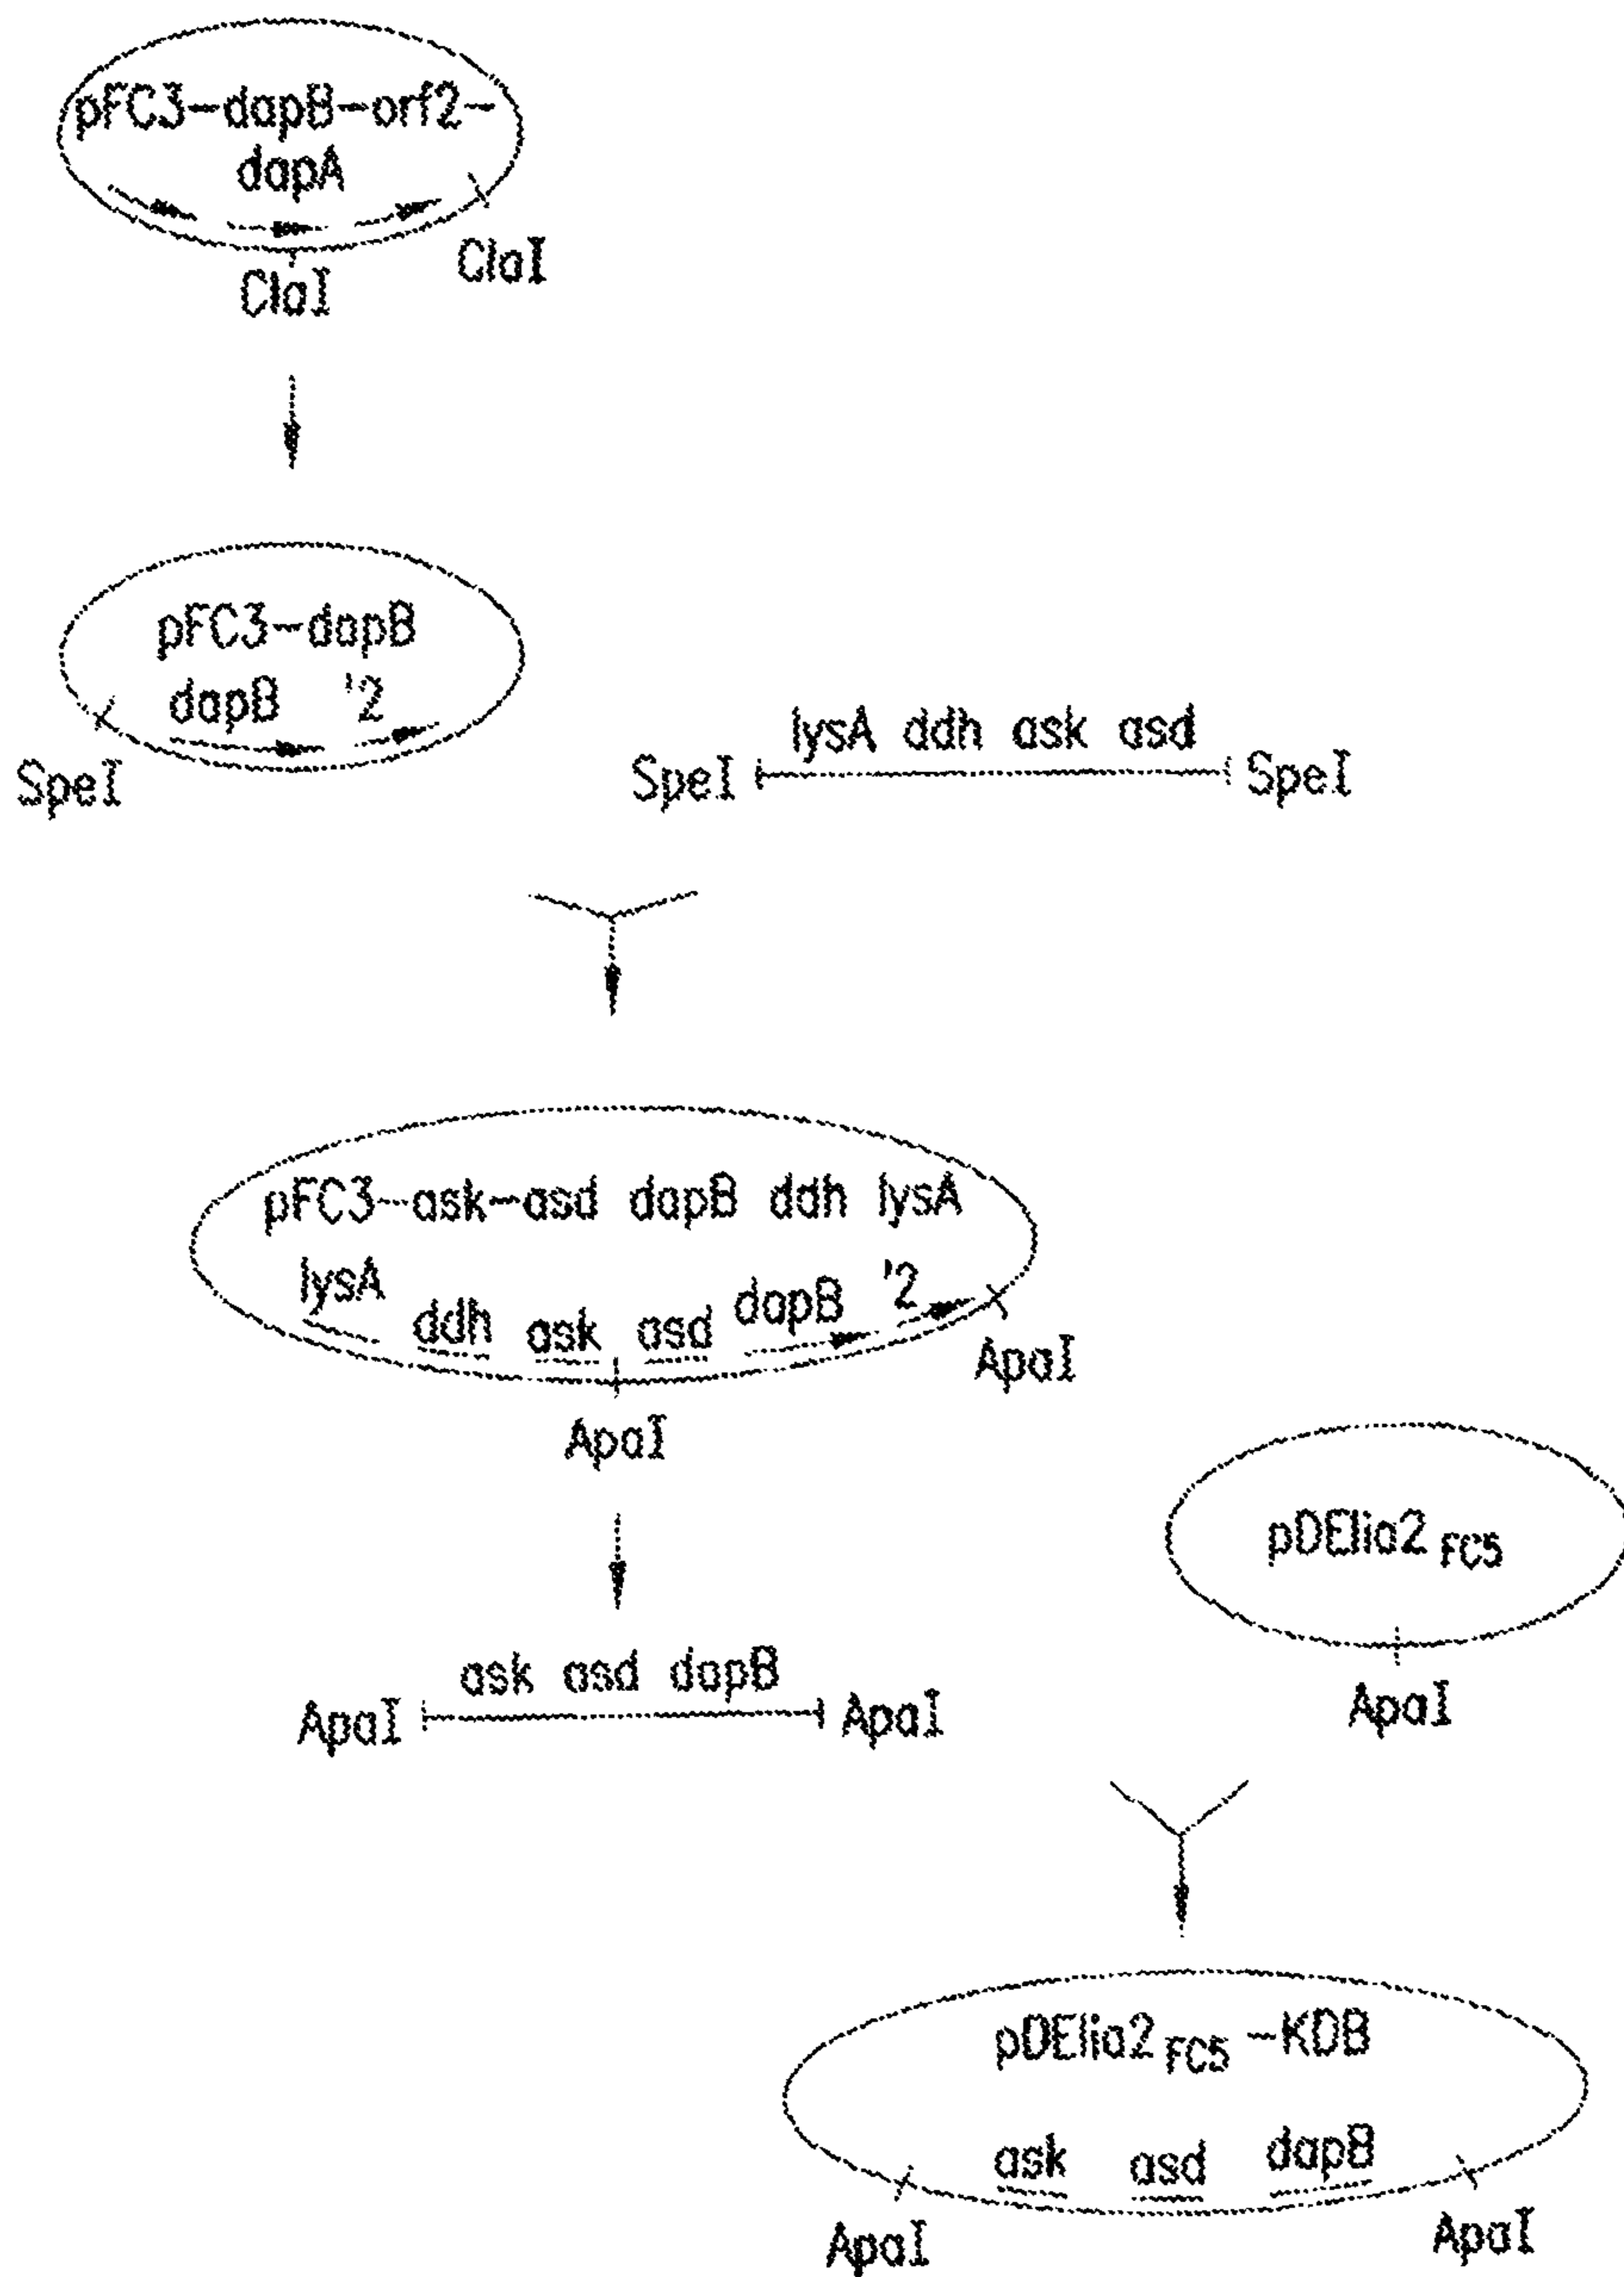 pFC3-dapB-orf2-
dapA
ClaI
ClaI
pFC3-dapB
dapB '2
SpeI
lysA ddh ask asd
SpeI SpeI
pFC3-ask-asd dapB ddh lysA
lysA ddh ask asd dapB '2
ApaI
ApaI
pDElia2 FC5
ApaI
ask asd dapB
ApaI ApaI
pDElia2 FC5 -KDB
ask asd dapB
ApaI ApaI